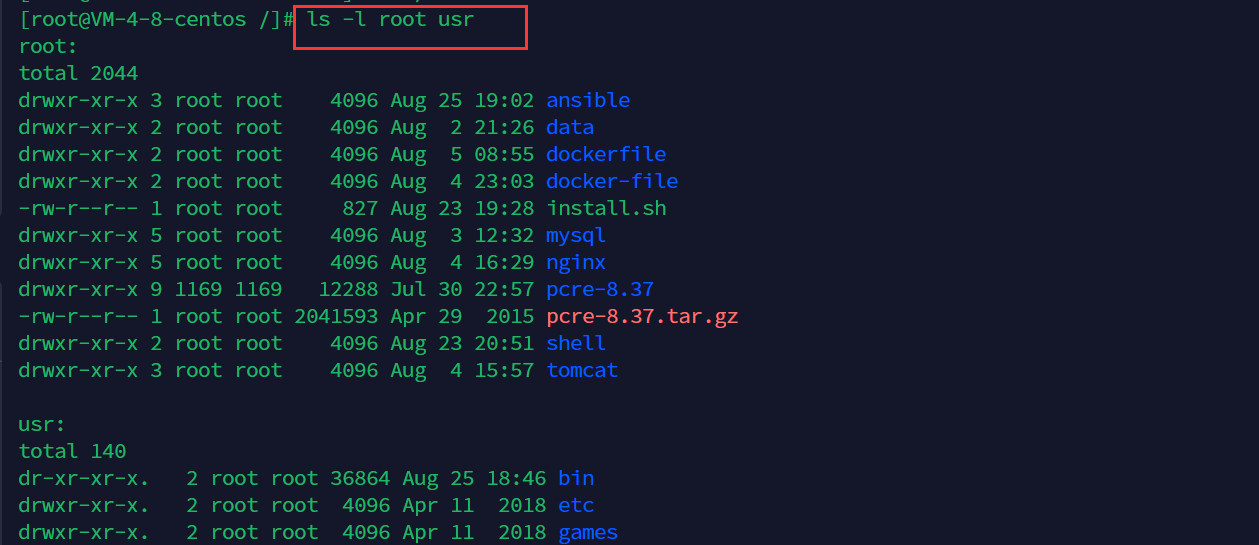 [root@VM-4-8-centos /]# ls -l root usr
root:
total 2044
drwxr-xr-x 3 root root    4096 Aug 25 19:02 ansible
drwxr-xr-x 2 root root    4096 Aug  2 21:26 data
drwxr-xr-x 2 root root    4096 Aug  5 08:55 dockerfile
drwxr-xr-x 2 root root    4096 Aug  4 23:03 docker-file
-rw-r--r-- 1 root root     827 Aug 23 19:28 install.sh
drwxr-xr-x 5 root root    4096 Aug  3 12:32 mysql
drwxr-xr-x 5 root root    4096 Aug  4 16:29 nginx
drwxr-xr-x 9 1169 1169   12288 Jul 30 22:57 pcre-8.37
-rw-r--r-- 1 root root 2041593 Apr 29  2015 pcre-8.37.tar.gz
drwxr-xr-x 2 root root    4096 Aug 23 20:51 shell
drwxr-xr-x 3 root root    4096 Aug  4 15:57 tomcat

usr:
total 140
dr-xr-xr-x.   2 root root 36864 Aug 25 18:46 bin
drwxr-xr-x.   2 root root  4096 Apr 11  2018 etc
drwxr-xr-x.   2 root root  4096 Apr 11  2018 games